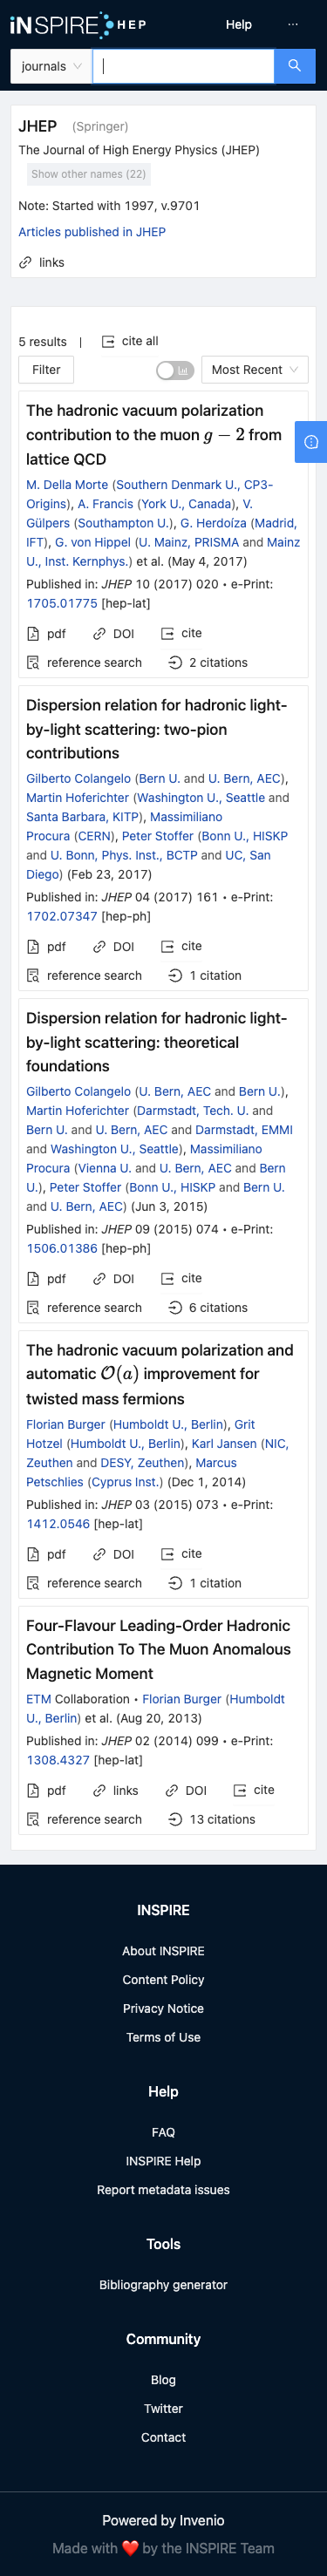 iNSPIRE HEP
Help
...
journals
JHEP (Springer)
The Journal of High Energy Physics (JHEP)
Show other names (22)
Note: Started with 1997, v.9701
Articles published in JHEP
links
5 results | cite all
Filter
Most Recent
The hadronic vacuum polarization
contribution to the muon g − 2 from
lattice QCD
M. Della Morte (Southern Denmark U., CP3-
Origins), A. Francis (York U., Canada), V.
Gülpers (Southampton U.), G. Herdoíza (Madrid,
IFT), G. von Hippel (U. Mainz, PRISMA and Mainz
U., Inst. Kernphys.) et al. (May 4, 2017)
Published in: JHEP 10 (2017) 020 • e-Print:
1705.01775 [hep-lat]
pdf DOI cite
reference search 2 citations
Dispersion relation for hadronic light-
by-light scattering: two-pion
contributions
Gilberto Colangelo (Bern U. and U. Bern, AEC),
Martin Hoferichter (Washington U., Seattle and
Santa Barbara, KITP), Massimiliano
Procura (CERN), Peter Stoffer (Bonn U., HISKP
and U. Bonn, Phys. Inst., BCTP and UC, San
Diego) (Feb 23, 2017)
Published in: JHEP 04 (2017) 161 • e-Print:
1702.07347 [hep-ph]
pdf DOI cite
reference search 1 citation
Dispersion relation for hadronic light-
by-light scattering: theoretical
foundations
Gilberto Colangelo (U. Bern, AEC and Bern U.),
Martin Hoferichter (Darmstadt, Tech. U. and
Bern U. and U. Bern, AEC and Darmstadt, EMMI
and Washington U., Seattle), Massimiliano
Procura (Vienna U. and U. Bern, AEC and Bern
U.), Peter Stoffer (Bonn U., HISKP and Bern U.
and U. Bern, AEC) (Jun 3, 2015)
Published in: JHEP 09 (2015) 074 • e-Print:
1506.01386 [hep-ph]
pdf DOI cite
reference search 6 citations
The hadronic vacuum polarization and
automatic 𝒪(a) improvement for
twisted mass fermions
Florian Burger (Humboldt U., Berlin), Grit
Hotzel (Humboldt U., Berlin), Karl Jansen (NIC,
Zeuthen and DESY, Zeuthen), Marcus
Petschlies (Cyprus Inst.) (Dec 1, 2014)
Published in: JHEP 03 (2015) 073 • e-Print:
1412.0546 [hep-lat]
pdf DOI cite
reference search 1 citation
Four-Flavour Leading-Order Hadronic
Contribution To The Muon Anomalous
Magnetic Moment
ETM Collaboration • Florian Burger (Humboldt
U., Berlin) et al. (Aug 20, 2013)
Published in: JHEP 02 (2014) 099 • e-Print:
1308.4327 [hep-lat]
pdf links DOI cite
reference search 13 citations
INSPIRE
About INSPIRE
Content Policy
Privacy Notice
Terms of Use
Help
FAQ
INSPIRE Help
Report metadata issues
Tools
Bibliography generator
Community
Blog
Twitter
Contact
Powered by Invenio
Made with ❤️ by the INSPIRE Team